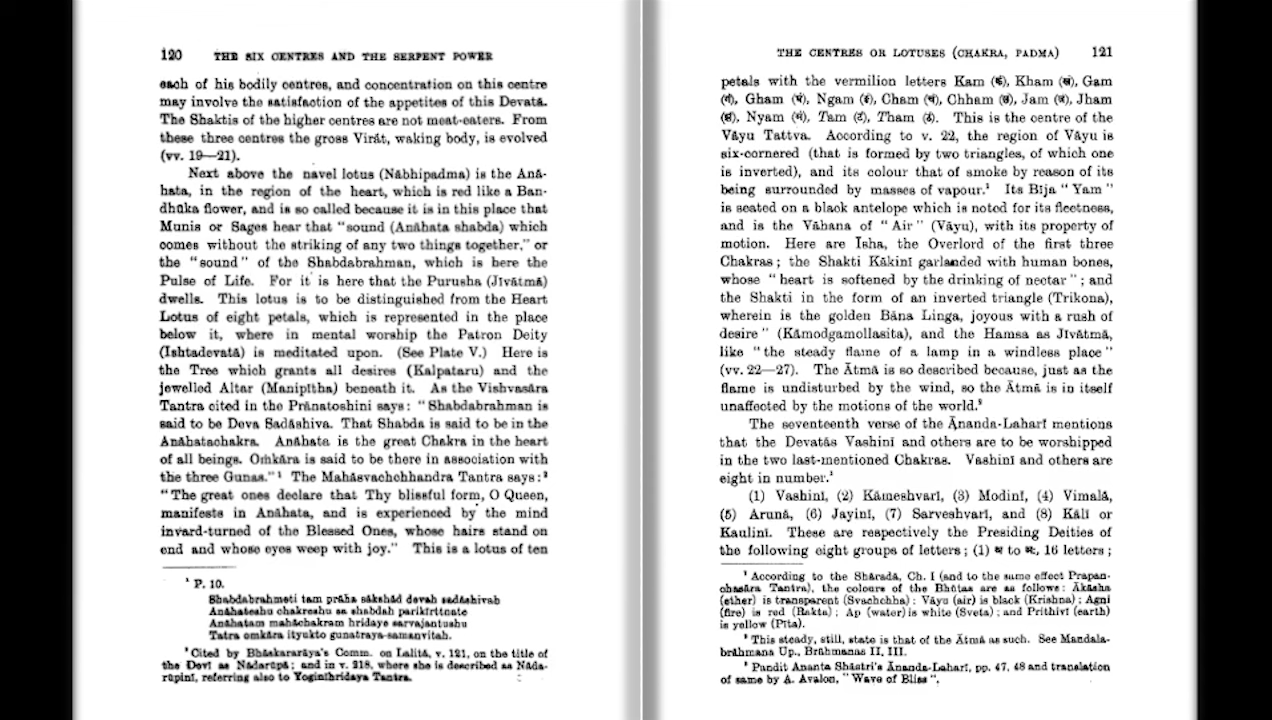 120 THE SIX CENTRES AND THE SERPENT POWER
each of his bodily centres, and concentration on this centre
may involve the satisfaction of the appetites of this Devatā.
The Shaktis of the higher centres are not meat-eaters. From
these three centres the gross Virāt, waking body, is evolved
(vv. 19—21).
Next above the navel lotus (Nābhipadma) is the Anā-
hata, in the region of the heart, which is red like a Ban-
dhūka flower, and is so called because it is in this place that
Munis or Sages hear that "sound (Anāhata shabda) which
comes without the striking of any two things together," or
the "sound" of the Shabdabrahman, which is here the
Pulse of Life. For it is here that the Purusha (Jīvātmā)
dwells. This lotus is to be distinguished from the Heart
Lotus of eight petals, which is represented in the place
below it, where in mental worship the Patron Deity
(Ishtadevatā) is meditated upon. (See Plate V.) Here is
the Tree which grants all desires (Kalpataru) and the
jewelled Altar (Manipītha) beneath it. As the Vishvasāra
Tantra cited in the Prānatoshini says: "Shabdabrahman is
said to be Deva Sadāshiva. That Shabda is said to be in the
Anāhatachakra. Anāhata is the great Chakra in the heart
of all beings. Oṁkāra is said to be there in association with
the three Gunas."¹ The Mahāsvachchhandra Tantra says:²
"The great ones declare that Thy blissful form, O Queen,
manifests in Anāhata, and is experienced by the mind
invard-turned of the Blessed Ones, whose hairs stand on
end and whose eyes weep with joy." This is a lotus of ten
¹ P. 10.
Shabdabrahmeti tam prāha sākshād devah sadāshivah
Anāhateshu chakreshu sa shabdah parikīrttyate
Anāhatam mahāchakram hridaye sarvajantushu
Tatra omkāra ityukto gunatraya-samanvitah.
² Cited by Bhāskararāya's Comm. on Lalitā, v. 121, on the title of
the Devī as Nādarūpā; and in v. 218, where she is described as Nāda-
rūpinī, referring also to Yoginīhridaya Tantra.
THE CENTRES OR LOTUSES (CHAKRA, PADMA) 121
petals with the vermilion letters Kam (कं), Kham (खं), Gam
(गं), Gham (घं), Ngam (ङं), Cham (चं), Chham (छं), Jam (जं), Jham
(झं), Nyam (ञं), Tam (टं), Tham (ठं). This is the centre of the
Vāyu Tattva. According to v. 22, the region of Vāyu is
six-cornered (that is formed by two triangles, of which one
is inverted), and its colour that of smoke by reason of its
being surrounded by masses of vapour.¹ Its Bīja "Yam"
is seated on a black antelope which is noted for its fleetness,
and is the Vāhana of "Air" (Vāyu), with its property of
motion. Here are Īsha, the Overlord of the first three
Chakras; the Shakti Kākinī garlanded with human bones,
whose "heart is softened by the drinking of nectar"; and
the Shakti in the form of an inverted triangle (Trikona),
wherein is the golden Bāna Linga, joyous with a rush of
desire" (Kāmodgamollasita), and the Hamsa as Jīvātmā,
like "the steady flame of a lamp in a windless place"
(vv. 22—27). The Ātmā is so described because, just as the
flame is undisturbed by the wind, so the Ātmā is in itself
unaffected by the motions of the world.²
The seventeenth verse of the Ānanda-Laharī mentions
that the Devatās Vashinī and others are to be worshipped
in the two last-mentioned Chakras. Vashinī and others are
eight in number.³
(1) Vashinī, (2) Kāmeshvarī, (3) Modinī, (4) Vimalā,
(5) Arunā, (6) Jayinī, (7) Sarveshvarī, and (8) Kālī or
Kaulinī. These are respectively the Presiding Deities of
the following eight groups of letters; (1) अ to अः, 16 letters;
¹ According to the Shāradā, Ch. I (and to the same effect Prapan-
chasāra Tantra), the colours of the Bhūtas are as follows: Ākāsha
(ether) is transparent (Svachchha); Vāyu (air) is black (Krishna); Agni
(fire) is red (Rakta); Ap (water) is white (Sveta); and Prithivī (earth)
is yellow (Pīta).
² This steady, still, state is that of the Ātmā as such. See Mandala-
brāhmana Up., Brāhmanas II, III.
³ Pandit Ananta Shāstri's Ānanda-Laharī, pp. 47, 48 and translation
of same by A. Avalon, "Wave of Bliss".